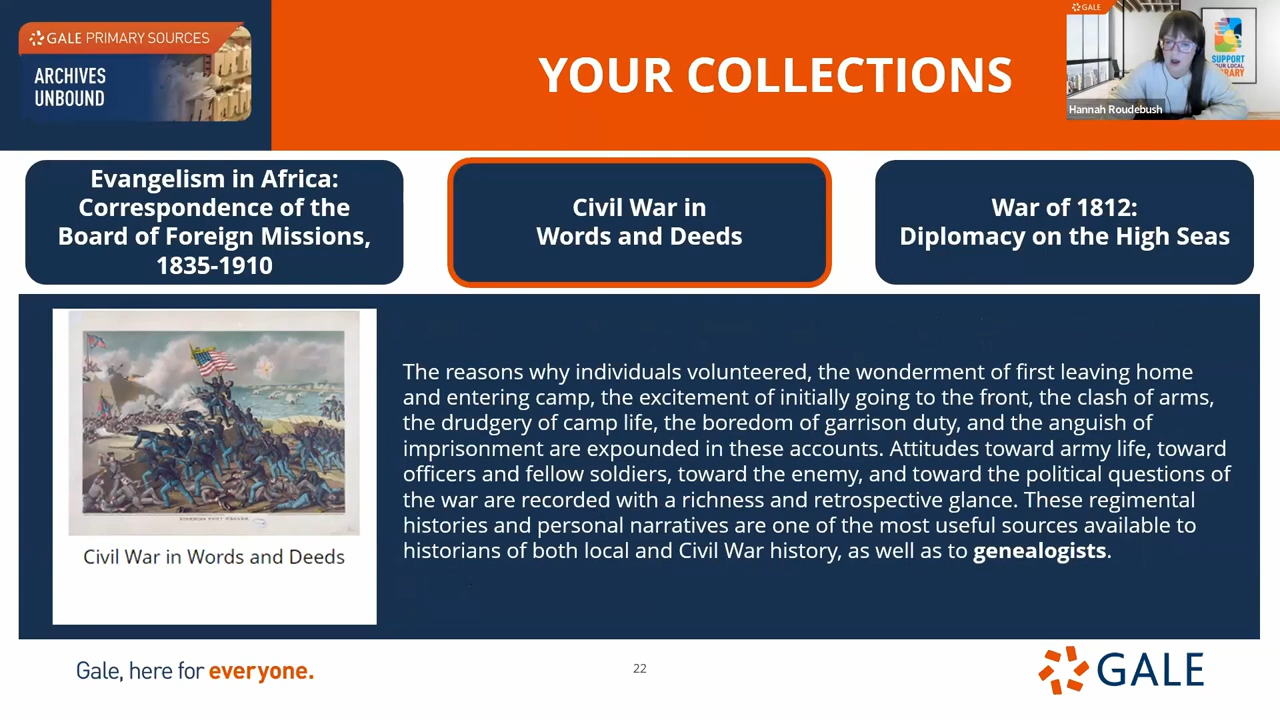 GALE PRIMARY SOURCES
ARCHIVES
UNBOUND
YOUR COLLECTIONS
GALE
SUPPORT
YOUR LOCAL
LIBRARY
Hannah Roudebush
Evangelism in Africa:
Correspondence of the
Board of Foreign Missions,
1835-1910
Civil War in
Words and Deeds
War of 1812:
Diplomacy on the High Seas
Civil War in Words and Deeds
The reasons why individuals volunteered, the wonderment of first leaving home
and entering camp, the excitement of initially going to the front, the clash of arms,
the drudgery of camp life, the boredom of garrison duty, and the anguish of
imprisonment are expounded in these accounts. Attitudes toward army life, toward
officers and fellow soldiers, toward the enemy, and toward the political questions of
the war are recorded with a richness and retrospective glance. These regimental
histories and personal narratives are one of the most useful sources available to
historians of both local and Civil War history, as well as to genealogists.
Gale, here for everyone.
22
GALE